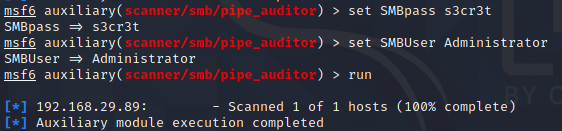 msf6 auxiliary(scanner/smb/pipe_auditor) > set SMBpass s3cr3t
SMBpass => s3cr3t
msf6 auxiliary(scanner/smb/pipe_auditor) > set SMBUser Administrator
SMBUser => Administrator
msf6 auxiliary(scanner/smb/pipe_auditor) > run
[*] 192.168.29.89:        - Scanned 1 of 1 hosts (100% complete)
[*] Auxiliary module execution completed